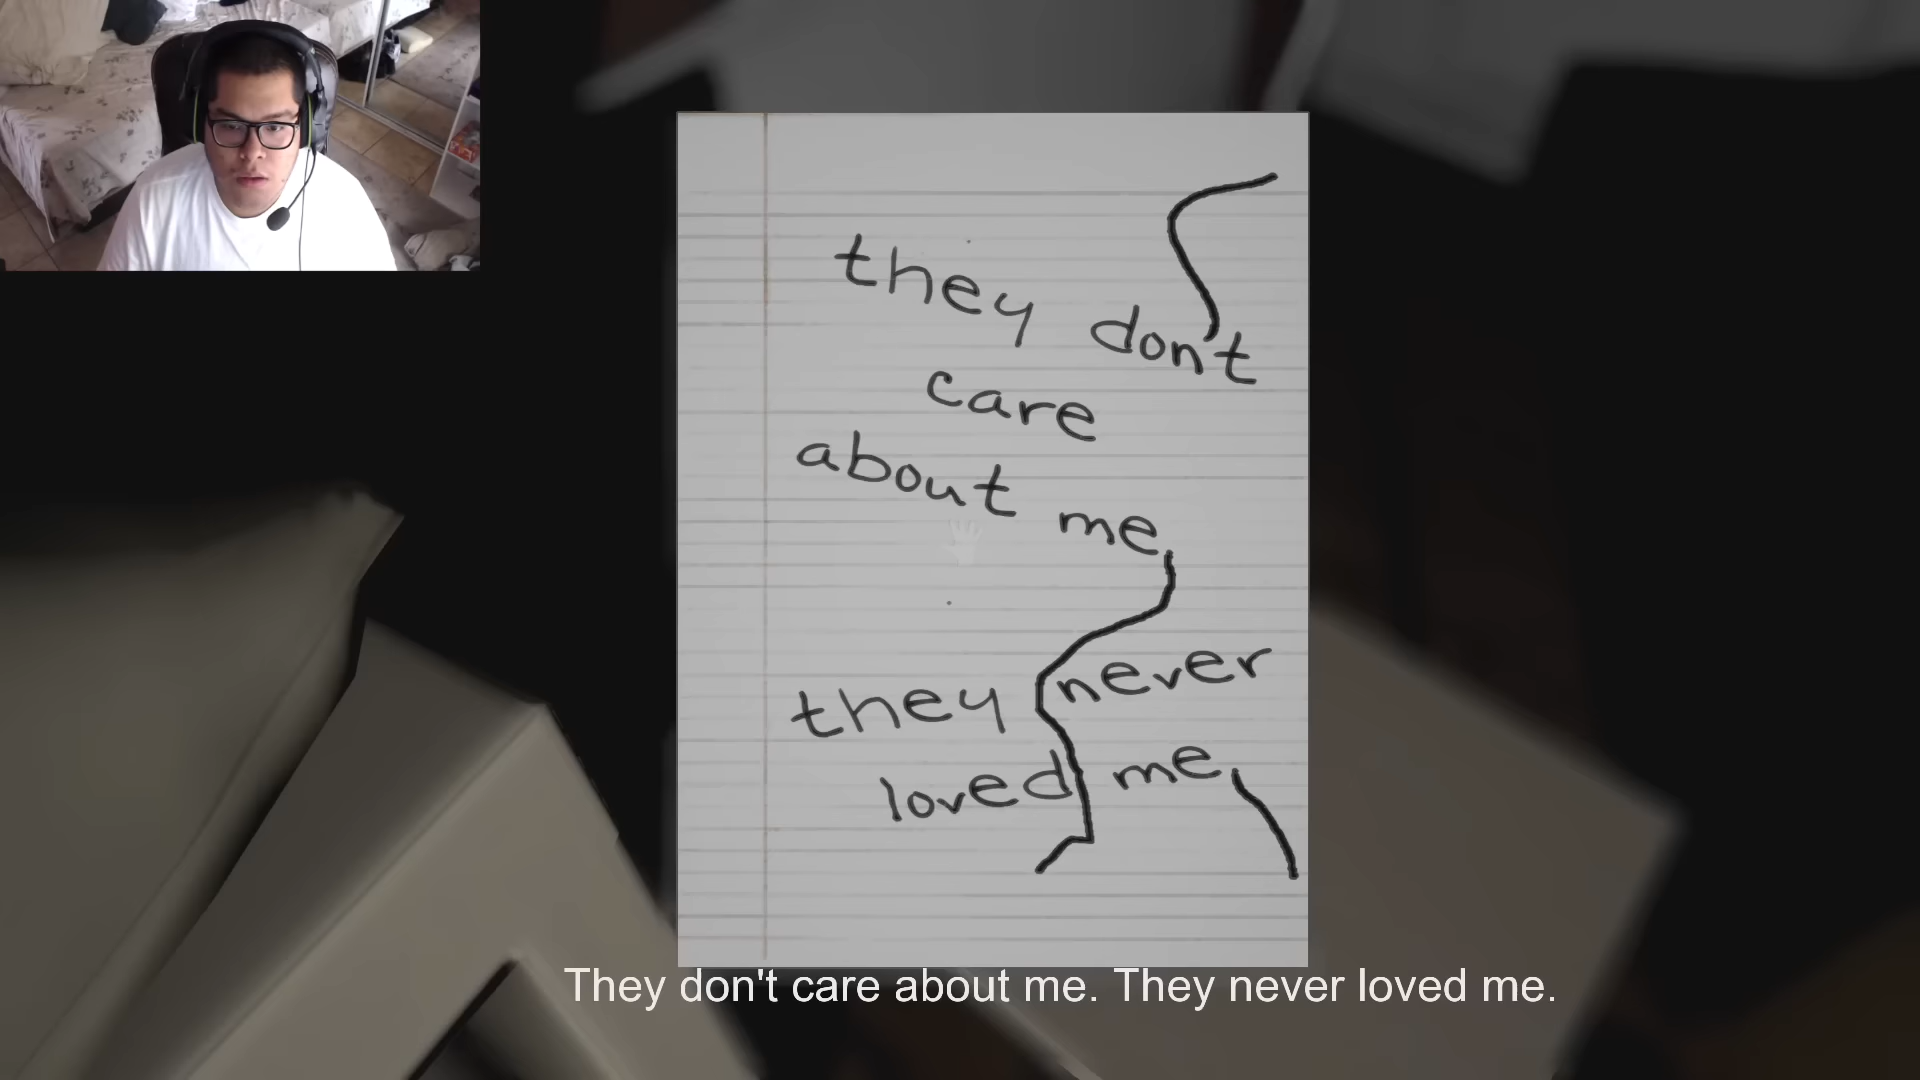 they don't
care
about me
they never
loved me
They don't care about me. They never loved me.